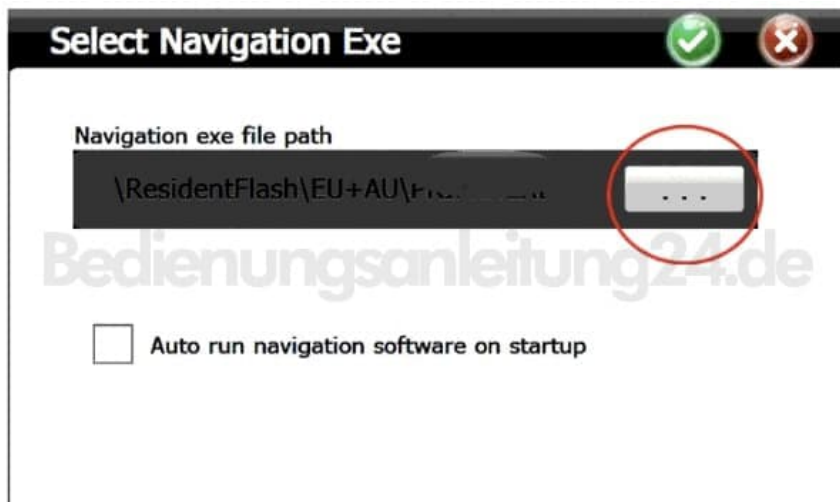 Select Navigation Exe
Navigation exe file path
\ResidentFlash\EU+AU\
...
Bedienungsanleitung24.de
Auto run navigation software on startup